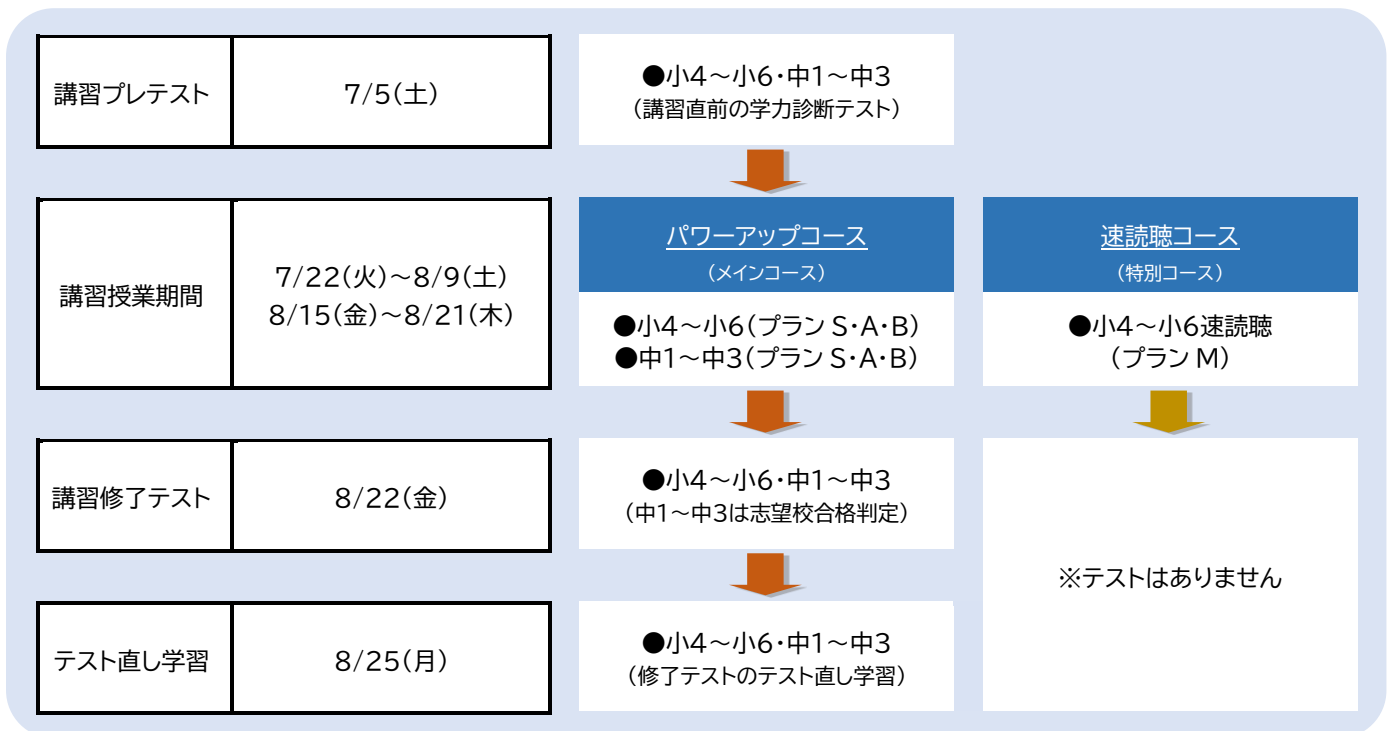 講習プレテスト
7/5(土)
●小4～小6・中1～中3
(講習直前の学力診断テスト)
講習授業期間
7/22(火)～8/9(土)
8/15(金)～8/21(木)
パワーアップコース
(メインコース)
●小4～小6(プラン S・A・B)
●中1～中3(プラン S・A・B)
速読聴コース
(特別コース)
●小4～小6速読聴
(プラン M)
講習修了テスト
8/22(金)
●小4～小6・中1～中3
(中1～中3は志望校合格判定)
※テストはありません
テスト直し学習
8/25(月)
●小4～小6・中1～中3
(修了テストのテスト直し学習)